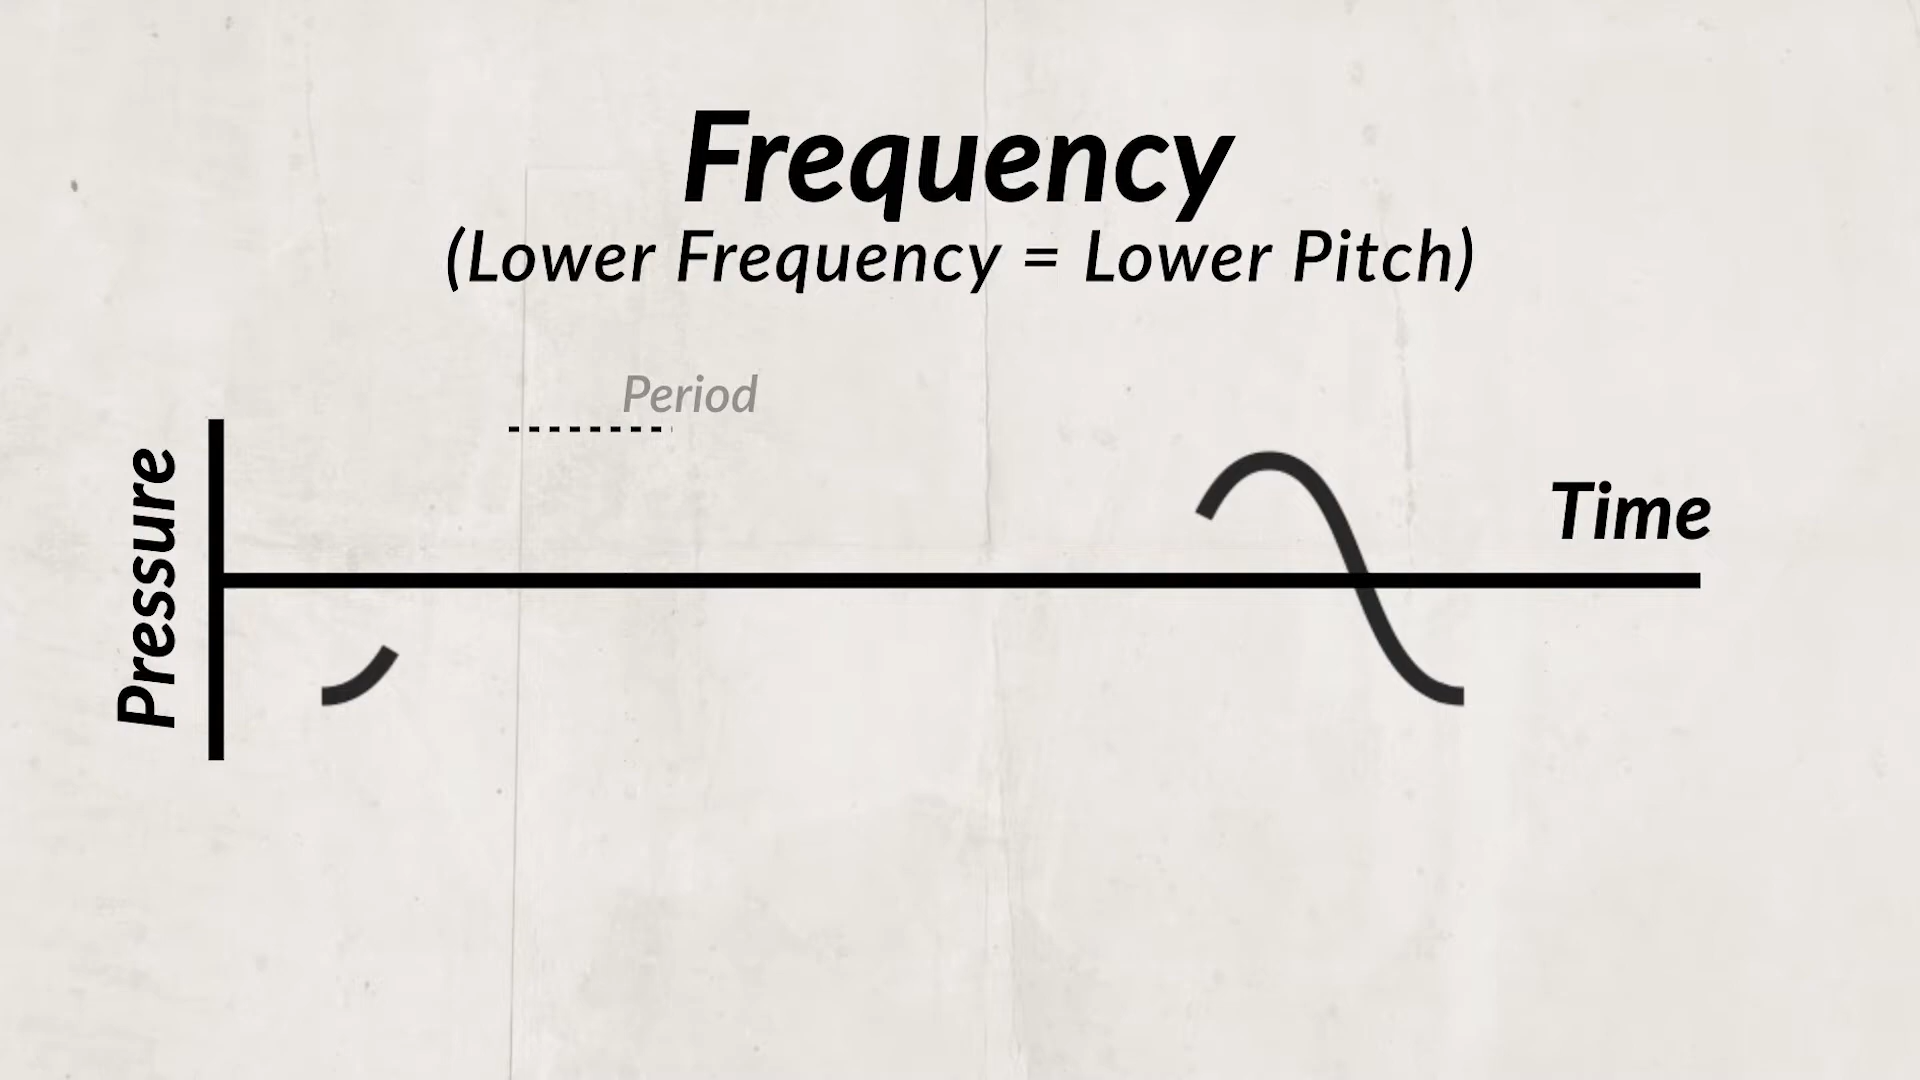 Frequency
(Lower Frequency = Lower Pitch)
Period
Time
Pressure